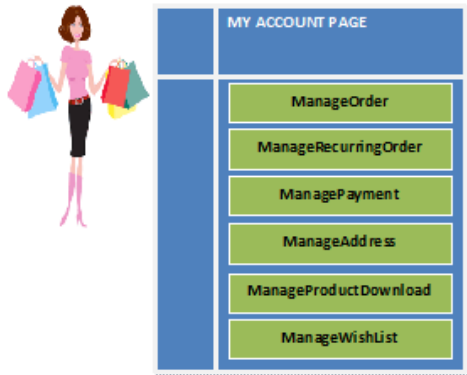 MY ACCOUNT PAGE
ManageOrder
ManageRecurringOrder
ManagePayment
ManageAddress
ManageProductDownload
ManageWishList